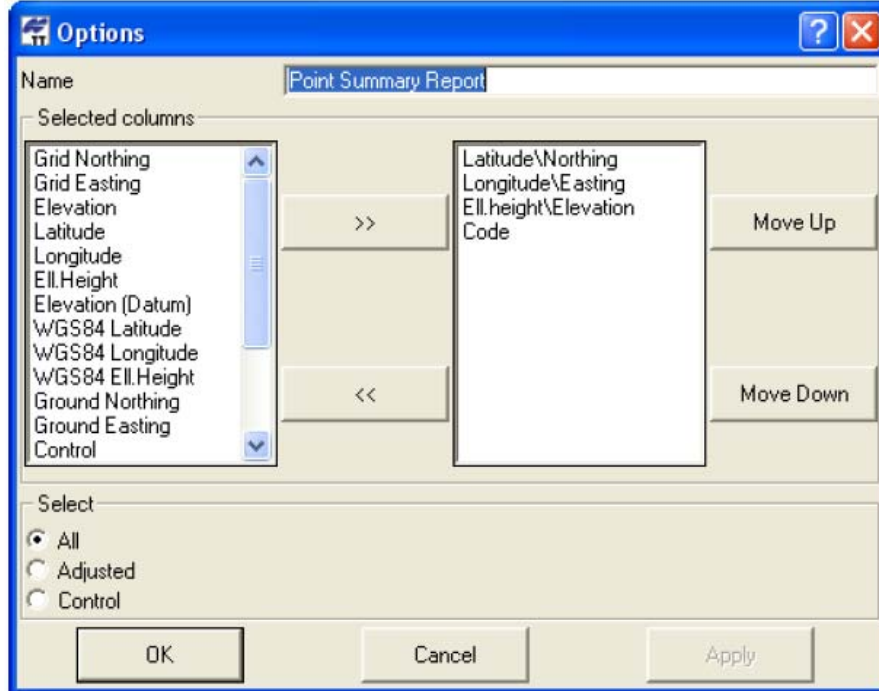 Options
Name
Point Summary Report
Selected columns
Grid Northing
Grid Easting
Elevation
Latitude
Longitude
Ell.Height
Elevation (Datum)
WGS84 Latitude
WGS84 Longitude
WGS84 Ell.Height
Ground Northing
Ground Easting
Control
>>
<<
Latitude\Northing
Longitude\Easting
Ell.height\Elevation
Code
Move Up
Move Down
Select
All
Adjusted
Control
OK
Cancel
Apply